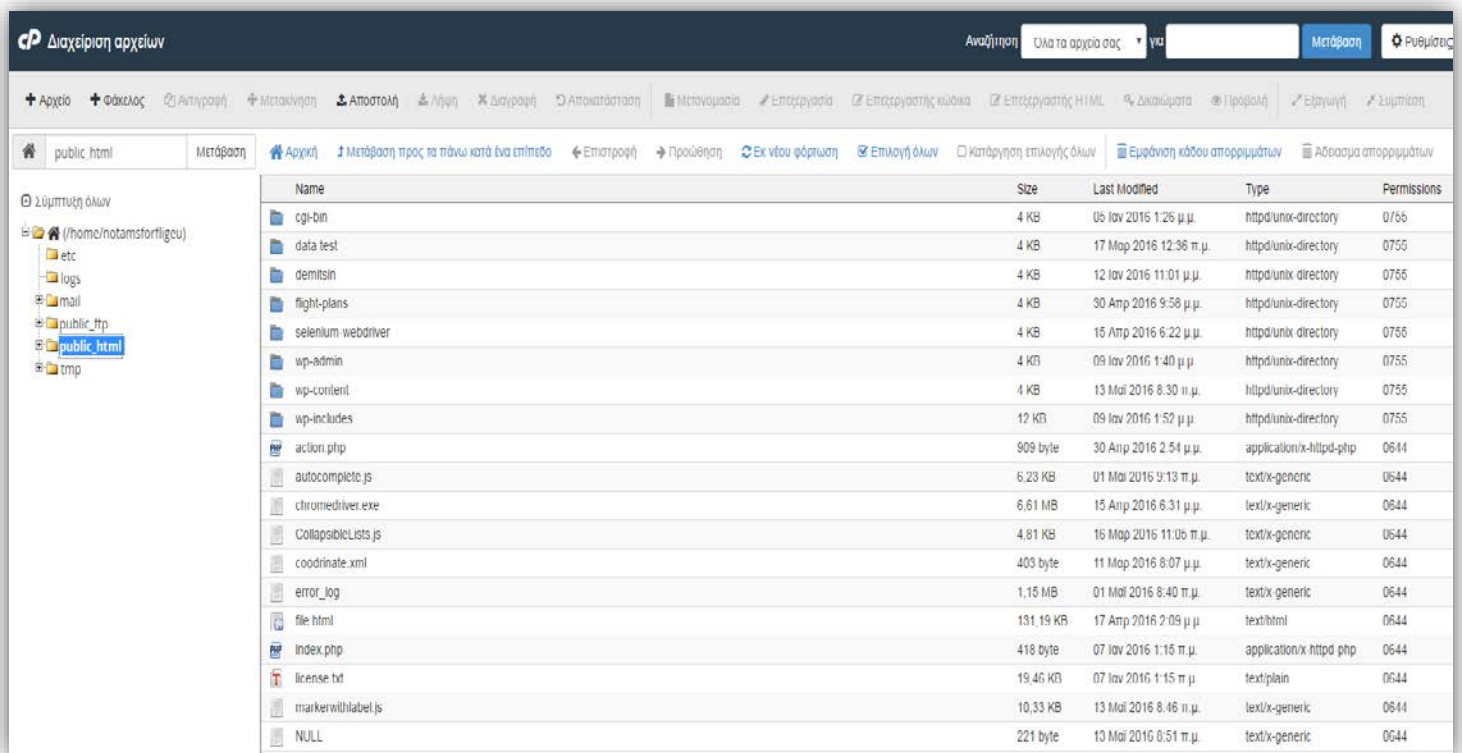 cP Διαχείριση αρχείων Αναζήτηση Όλα τα αρχεία σας για Μετάβαση Ρυθμίσεις
Αρχείο Φάκελος Αντιγραφή Μετακίνηση Αποστολή Λήψη Διαγραφή Αποκατάσταση Μετονομασία Επεξεργασία Επεξεργαστής κώδικα Επεξεργαστής HTML Δικαιώματα Προβολή Εξαγωγή Συμπίεση
public_html Μετάβαση Αρχική Μετάβαση προς τα πάνω κατά ένα επίπεδο Επιστροφή Προώθηση Εκ νέου φόρτωση Επιλογή όλων Κατάργηση επιλογής όλων Εμφάνιση κάδου απορριμμάτων Άδειασμα απορριμμάτων
Σύμπτυξη όλων
(/home/notamsforfligeu)
etc
logs
mail
public_ftp
public_html
tmp
Name Size Last Modified Type Permissions
cgi-bin 4 KB 05 Ιαν 2016 1:26 μ.μ. httpd/unix-directory 0755
data test 4 KB 17 Μαρ 2016 12:36 π.μ. httpd/unix-directory 0755
demitsin 4 KB 12 Ιαν 2016 11:01 μ.μ. httpd/unix-directory 0755
flight-plans 4 KB 30 Απρ 2016 9:58 μ.μ. httpd/unix-directory 0755
selenium-webdriver 4 KB 15 Απρ 2016 6:22 μ.μ. httpd/unix-directory 0755
wp-admin 4 KB 09 Ιαν 2016 1:40 μ.μ. httpd/unix-directory 0755
wp-content 4 KB 13 Μαΐ 2016 8:30 π.μ. httpd/unix-directory 0755
wp-includes 12 KB 09 Ιαν 2016 1:52 μ.μ. httpd/unix-directory 0755
action.php 909 byte 30 Απρ 2016 2:54 μ.μ. application/x-httpd-php 0644
autocomplete.js 6,23 KB 01 Μαΐ 2016 9:13 π.μ. text/x-generic 0644
chromedriver.exe 6,61 MB 15 Απρ 2016 6:31 μ.μ. text/x-generic 0644
CollapsibleLists.js 4,81 KB 16 Μαρ 2016 11:05 π.μ. text/x-generic 0644
coodrinate.xml 403 byte 11 Μαρ 2016 8:07 μ.μ. text/x-generic 0644
error_log 1,15 MB 01 Μαΐ 2016 8:40 π.μ. text/x-generic 0644
file.html 131,19 KB 17 Απρ 2016 2:09 μ.μ. text/html 0644
index.php 418 byte 07 Ιαν 2016 1:15 π.μ. application/x-httpd-php 0644
license.txt 19,46 KB 07 Ιαν 2016 1:15 π.μ. text/plain 0644
markerwithlabel.js 10,33 KB 13 Μαΐ 2016 8:46 π.μ. text/x-generic 0644
NULL 221 byte 13 Μαΐ 2016 8:51 π.μ. text/x-generic 0644